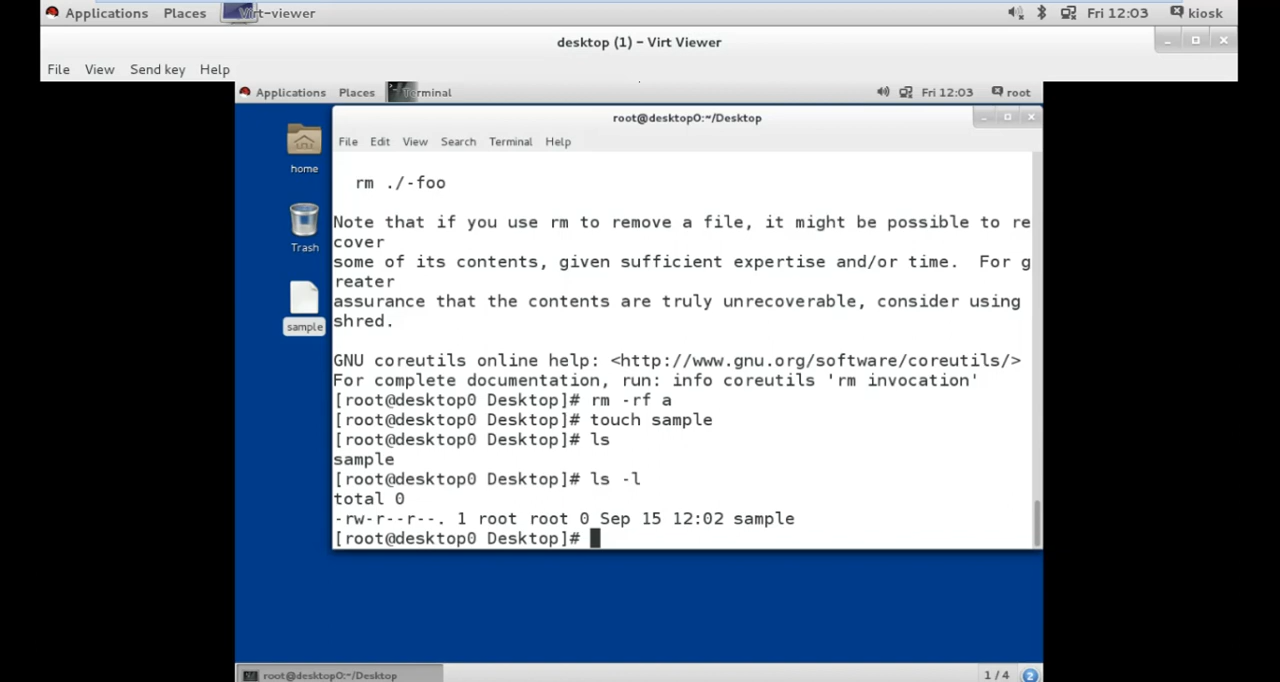 Applications Places Virt-viewer Fri 12:03 kiosk
desktop (1) – Virt Viewer
File View Send key Help
Applications Places Terminal Fri 12:03 root
root@desktop0:~/Desktop
File Edit View Search Terminal Help
home
Trash
sample
rm ./-foo
Note that if you use rm to remove a file, it might be possible to re
cover
some of its contents, given sufficient expertise and/or time.  For g
reater
assurance that the contents are truly unrecoverable, consider using
shred.
GNU coreutils online help: <http://www.gnu.org/software/coreutils/>
For complete documentation, run: info coreutils 'rm invocation'
[root@desktop0 Desktop]# rm -rf a
[root@desktop0 Desktop]# touch sample
[root@desktop0 Desktop]# ls
sample
[root@desktop0 Desktop]# ls -l
total 0
-rw-r--r--. 1 root root 0 Sep 15 12:02 sample
[root@desktop0 Desktop]#
root@desktop0:~/Desktop 1 / 4 2